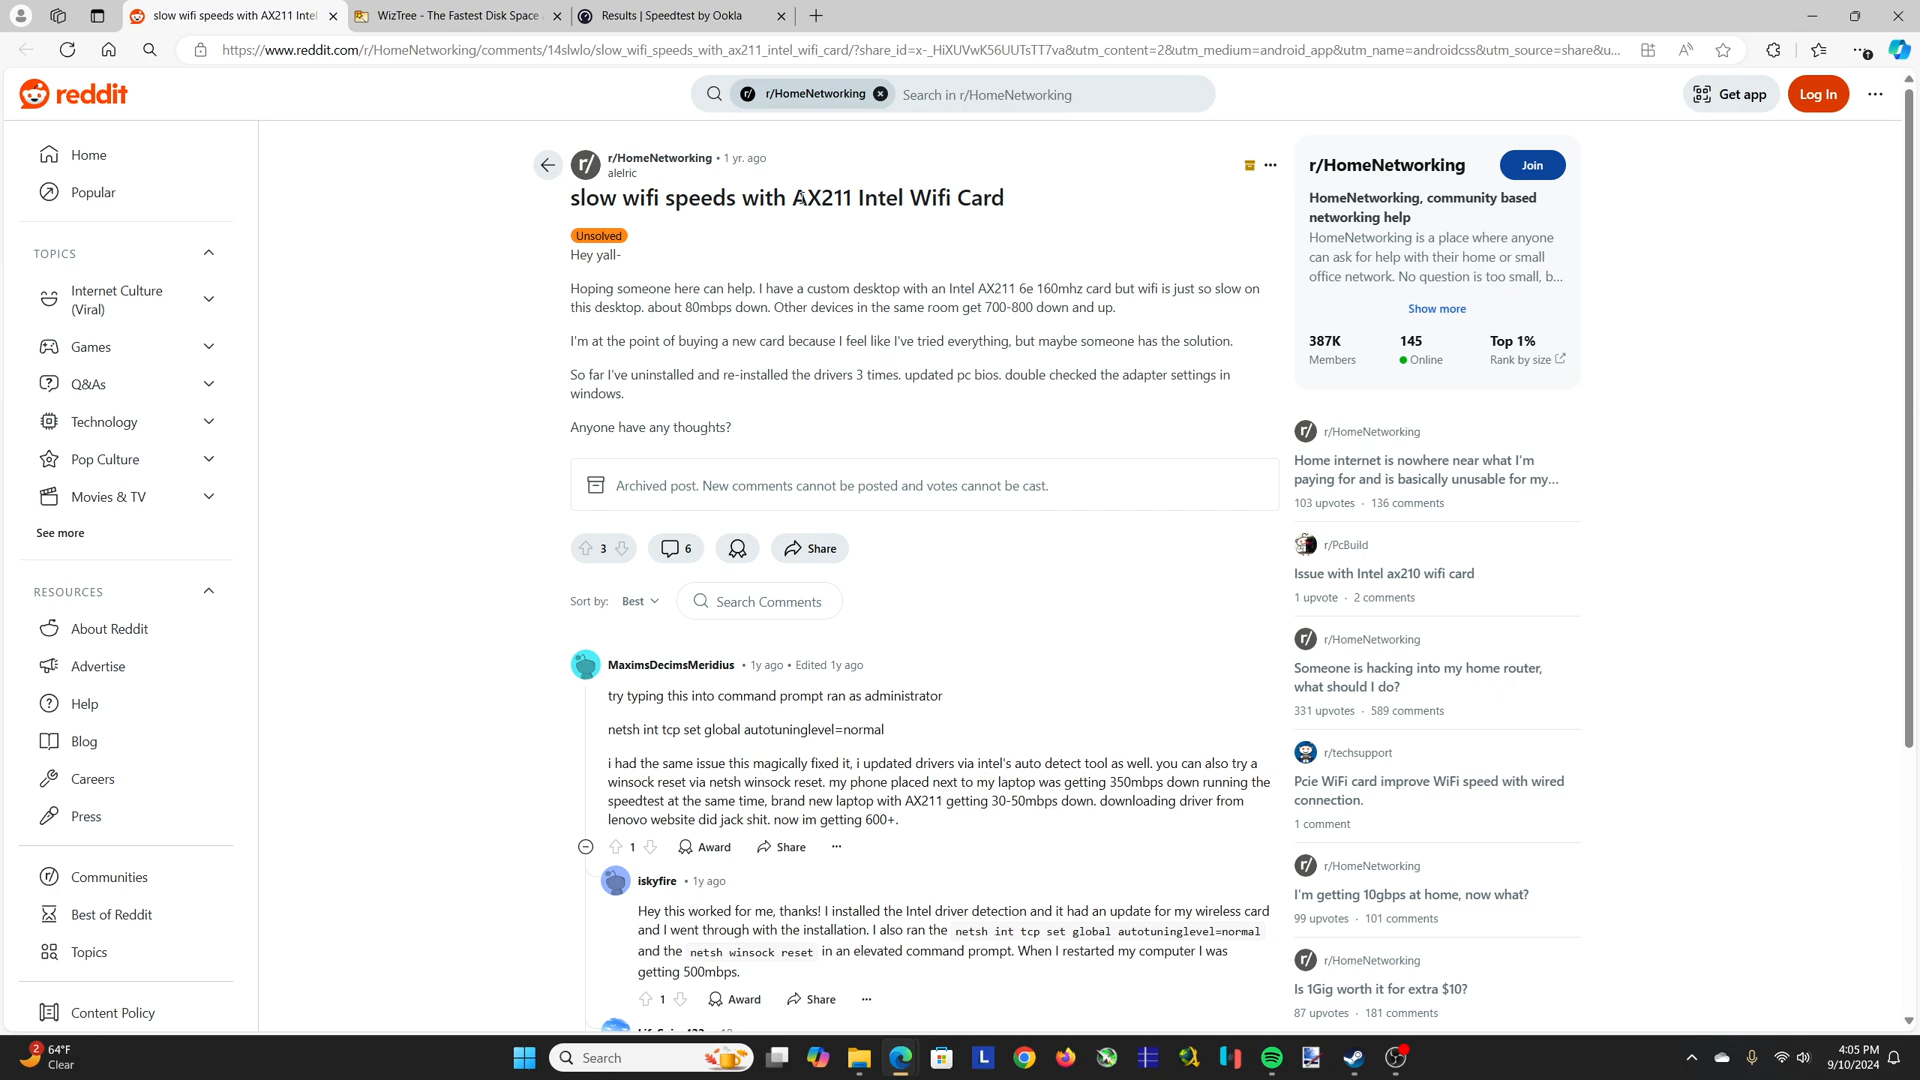 slow wifi speeds with AX211 Inte
WizTree - The Fastest Disk Space
Results | Speedtest by Ookla
https://www.reddit.com/r/HomeNetworking/comments/14slwlo/slow_wifi_speeds_with_ax211_intel_wifi_card/?share_id=x-_HiXUVwK56UUTsTT7va&utm_content=2&utm_medium=android_app&utm_name=androidcss&utm_source=share&u...
reddit
r/HomeNetworking
Search in r/HomeNetworking
Get app
Log In
Home
Popular
TOPICS
Internet Culture
(Viral)
Games
Q&As
Technology
Pop Culture
Movies & TV
See more
RESOURCES
About Reddit
Advertise
Help
Blog
Careers
Press
Communities
Best of Reddit
Topics
Content Policy
r/HomeNetworking • 1 yr. ago
alelric
slow wifi speeds with AX211 Intel Wifi Card
Unsolved
Hey yall-
Hoping someone here can help. I have a custom desktop with an Intel AX211 6e 160mhz card but wifi is just so slow on
this desktop. about 80mbps down. Other devices in the same room get 700-800 down and up.
I'm at the point of buying a new card because I feel like I've tried everything, but maybe someone has the solution.
So far I've uninstalled and re-installed the drivers 3 times. updated pc bios. double checked the adapter settings in
windows.
Anyone have any thoughts?
Archived post. New comments cannot be posted and votes cannot be cast.
3
6
Share
Sort by: Best
Search Comments
MaximsDecimsMeridius • 1y ago • Edited 1y ago
try typing this into command prompt ran as administrator
netsh int tcp set global autotuninglevel=normal
i had the same issue this magically fixed it, i updated drivers via intel's auto detect tool as well. you can also try a
winsock reset via netsh winsock reset. my phone placed next to my laptop was getting 350mbps down running the
speedtest at the same time, brand new laptop with AX211 getting 30-50mbps down. downloading driver from
lenovo website did jack shit. now im getting 600+.
1 Award Share
iskyfire • 1y ago
Hey this worked for me, thanks! I installed the Intel driver detection and it had an update for my wireless card
and I went through with the installation. I also ran the netsh int tcp set global autotuninglevel=normal
and the netsh winsock reset in an elevated command prompt. When I restarted my computer I was
getting 500mbps.
1 Award Share
r/HomeNetworking
Join
HomeNetworking, community based
networking help
HomeNetworking is a place where anyone
can ask for help with their home or small
office network. No question is too small, b...
Show more
387K 145 Top 1%
Members Online Rank by size
r/HomeNetworking
Home internet is nowhere near what I'm
paying for and is basically unusable for my...
103 upvotes · 136 comments
r/PcBuild
Issue with Intel ax210 wifi card
1 upvote · 2 comments
r/HomeNetworking
Someone is hacking into my home router,
what should I do?
331 upvotes · 589 comments
r/techsupport
Pcie WiFi card improve WiFi speed with wired
connection.
1 comment
r/HomeNetworking
I'm getting 10gbps at home, now what?
99 upvotes · 101 comments
r/HomeNetworking
Is 1Gig worth it for extra $10?
87 upvotes · 181 comments
2
64°F
Clear
Search
L
4:05 PM
9/10/2024